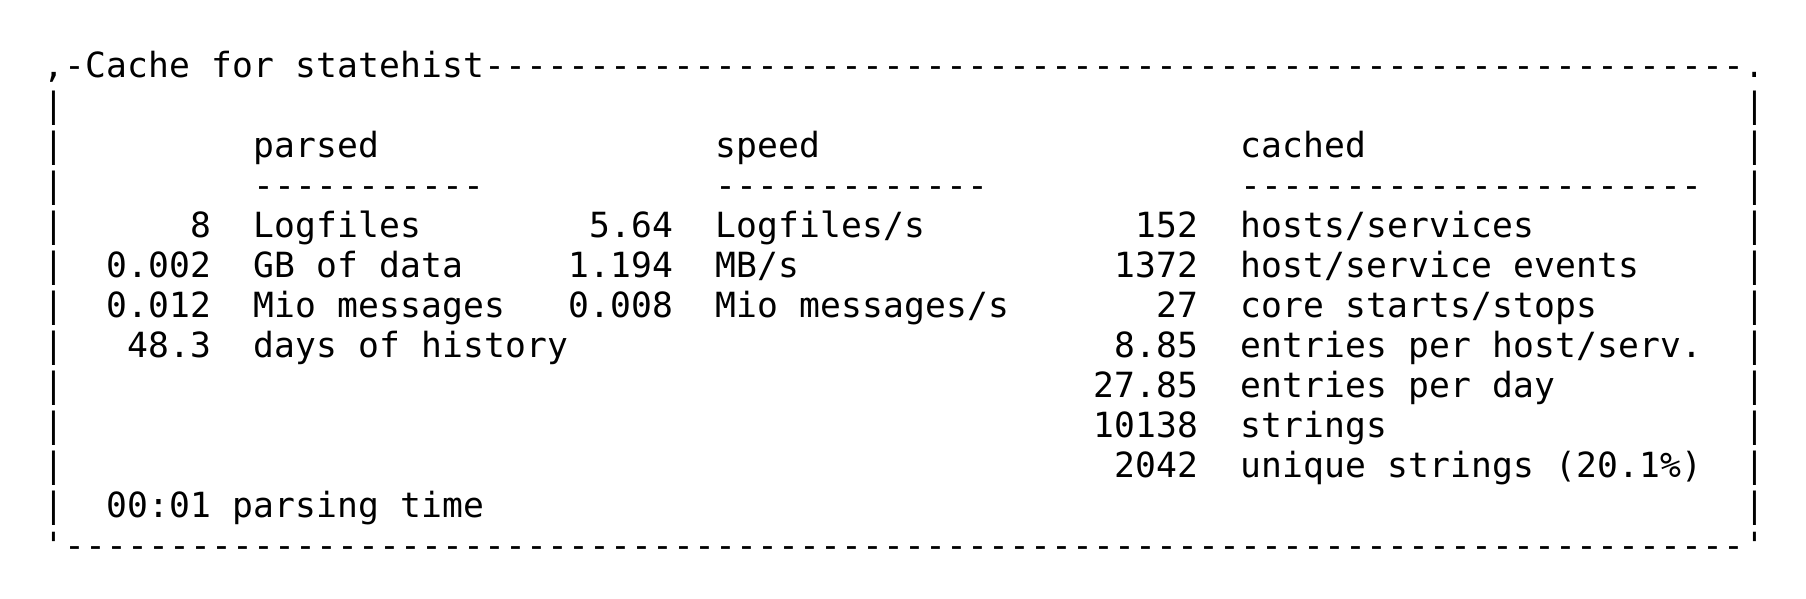 ,-Cache for statehist------------------------------------------------------------.
|                                                                                |
|         parsed                speed                    cached                  |
|         -----------           -------------            ----------------------  |
|      8  Logfiles        5.64  Logfiles/s          152  hosts/services          |
|  0.002  GB of data     1.194  MB/s               1372  host/service events     |
|  0.012  Mio messages   0.008  Mio messages/s       27  core starts/stops       |
|   48.3  days of history                          8.85  entries per host/serv.  |
|                                                 27.85  entries per day         |
|                                                 10138  strings                 |
|                                                  2042  unique strings (20.1%)  |
|  00:01 parsing time                                                            |
'--------------------------------------------------------------------------------'